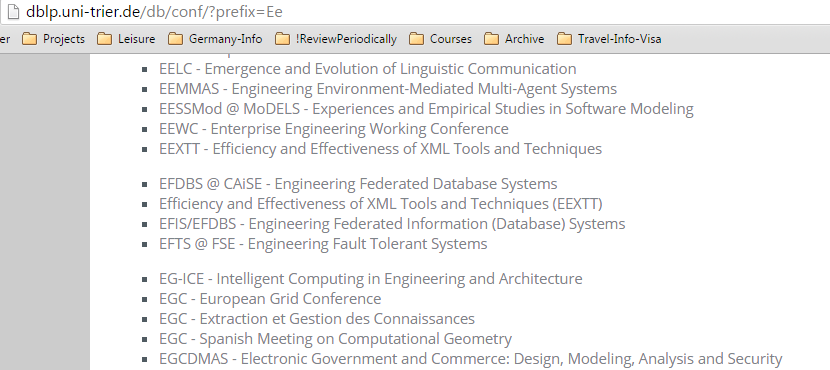 dblp.uni-trier.de/db/conf/?prefix=Ee
er Projects Leisure Germany-Info !ReviewPeriodically Courses Archive Travel-Info-Visa
EELC - Emergence and Evolution of Linguistic Communication
EEMMAS - Engineering Environment-Mediated Multi-Agent Systems
EESSMod @ MoDELS - Experiences and Empirical Studies in Software Modeling
EEWC - Enterprise Engineering Working Conference
EEXTT - Efficiency and Effectiveness of XML Tools and Techniques
EFDBS @ CAiSE - Engineering Federated Database Systems
Efficiency and Effectiveness of XML Tools and Techniques (EEXTT)
EFIS/EFDBS - Engineering Federated Information (Database) Systems
EFTS @ FSE - Engineering Fault Tolerant Systems
EG-ICE - Intelligent Computing in Engineering and Architecture
EGC - European Grid Conference
EGC - Extraction et Gestion des Connaissances
EGC - Spanish Meeting on Computational Geometry
EGCDMAS - Electronic Government and Commerce: Design, Modeling, Analysis and Security